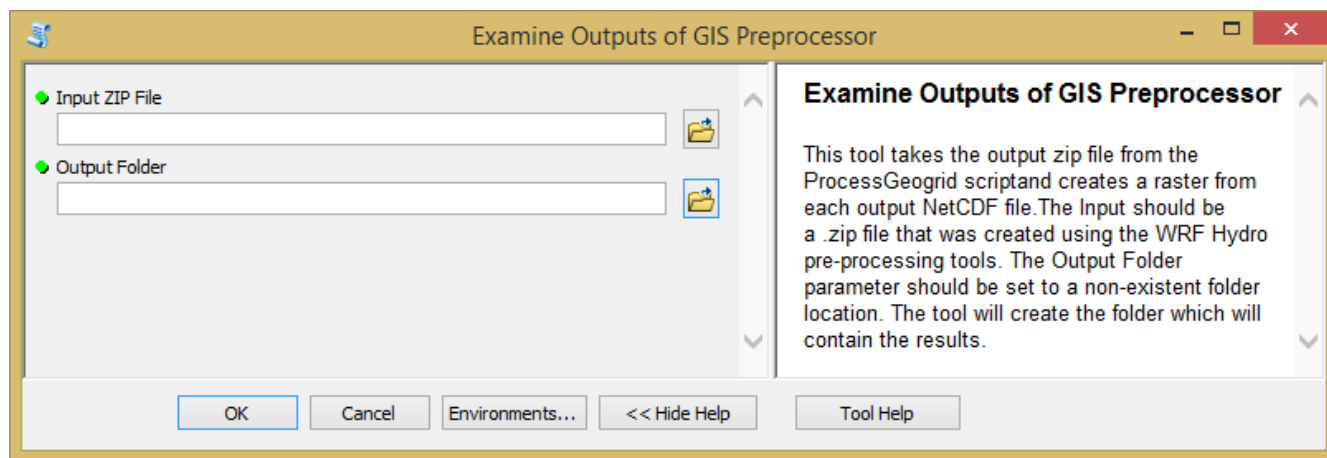 Examine Outputs of GIS Preprocessor
Input ZIP File
Output Folder
Examine Outputs of GIS Preprocessor
This tool takes the output zip file from the
ProcessGeogrid scriptand creates a raster from
each output NetCDF file.The Input should be
a .zip file that was created using the WRF Hydro
pre-processing tools. The Output Folder
parameter should be set to a non-existent folder
location. The tool will create the folder which will
contain the results.
OK
Cancel
Environments...
<< Hide Help
Tool Help